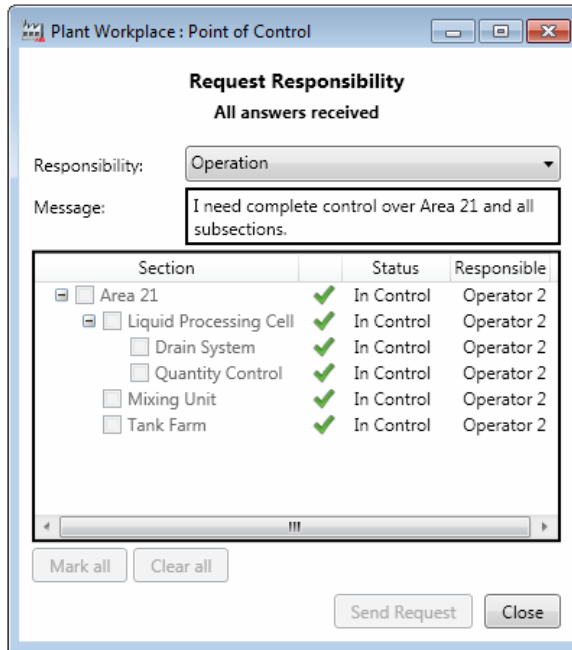 Plant Workplace : Point of Control
Request Responsibility
All answers received
Responsibility: Operation
Message: I need complete control over Area 21 and all
subsections.
Section Status Responsible
Area 21 In Control Operator 2
Liquid Processing Cell In Control Operator 2
Drain System In Control Operator 2
Quantity Control In Control Operator 2
Mixing Unit In Control Operator 2
Tank Farm In Control Operator 2
Mark all Clear all
Send Request Close